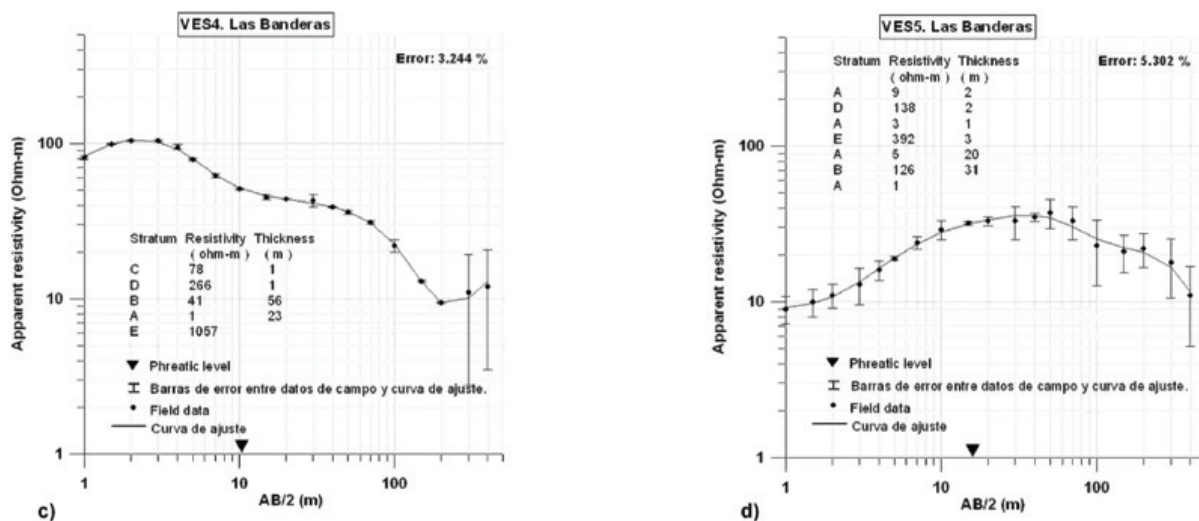 VES4. Las Banderas
Error: 3.244 %
Apparent resistivity (Ohm-m)
100
10
1
Stratum Resistivity Thickness
( ohm-m) ( m )
C 78 1
D 266 1
B 41 56
A 1 23
E 1057
Phreatic level
Barras de error entre datos de campo y curva de ajuste.
Field data
Curva de ajuste
1 10 100
AB/2 (m)
c)
VES5. Las Banderas
Error: 5.302 %
Stratum Resistivity Thickness
( ohm-m) ( m )
A 9 2
D 138 2
A 3 1
E 392 3
A 5 20
B 126 31
A 1
Apparent resistivity (Ohm-m)
100
10
1
Phreatic level
Barras de error entre datos de campo y curva de ajuste.
Field data
Curva de ajuste
1 10 100
AB/2 (m)
d)